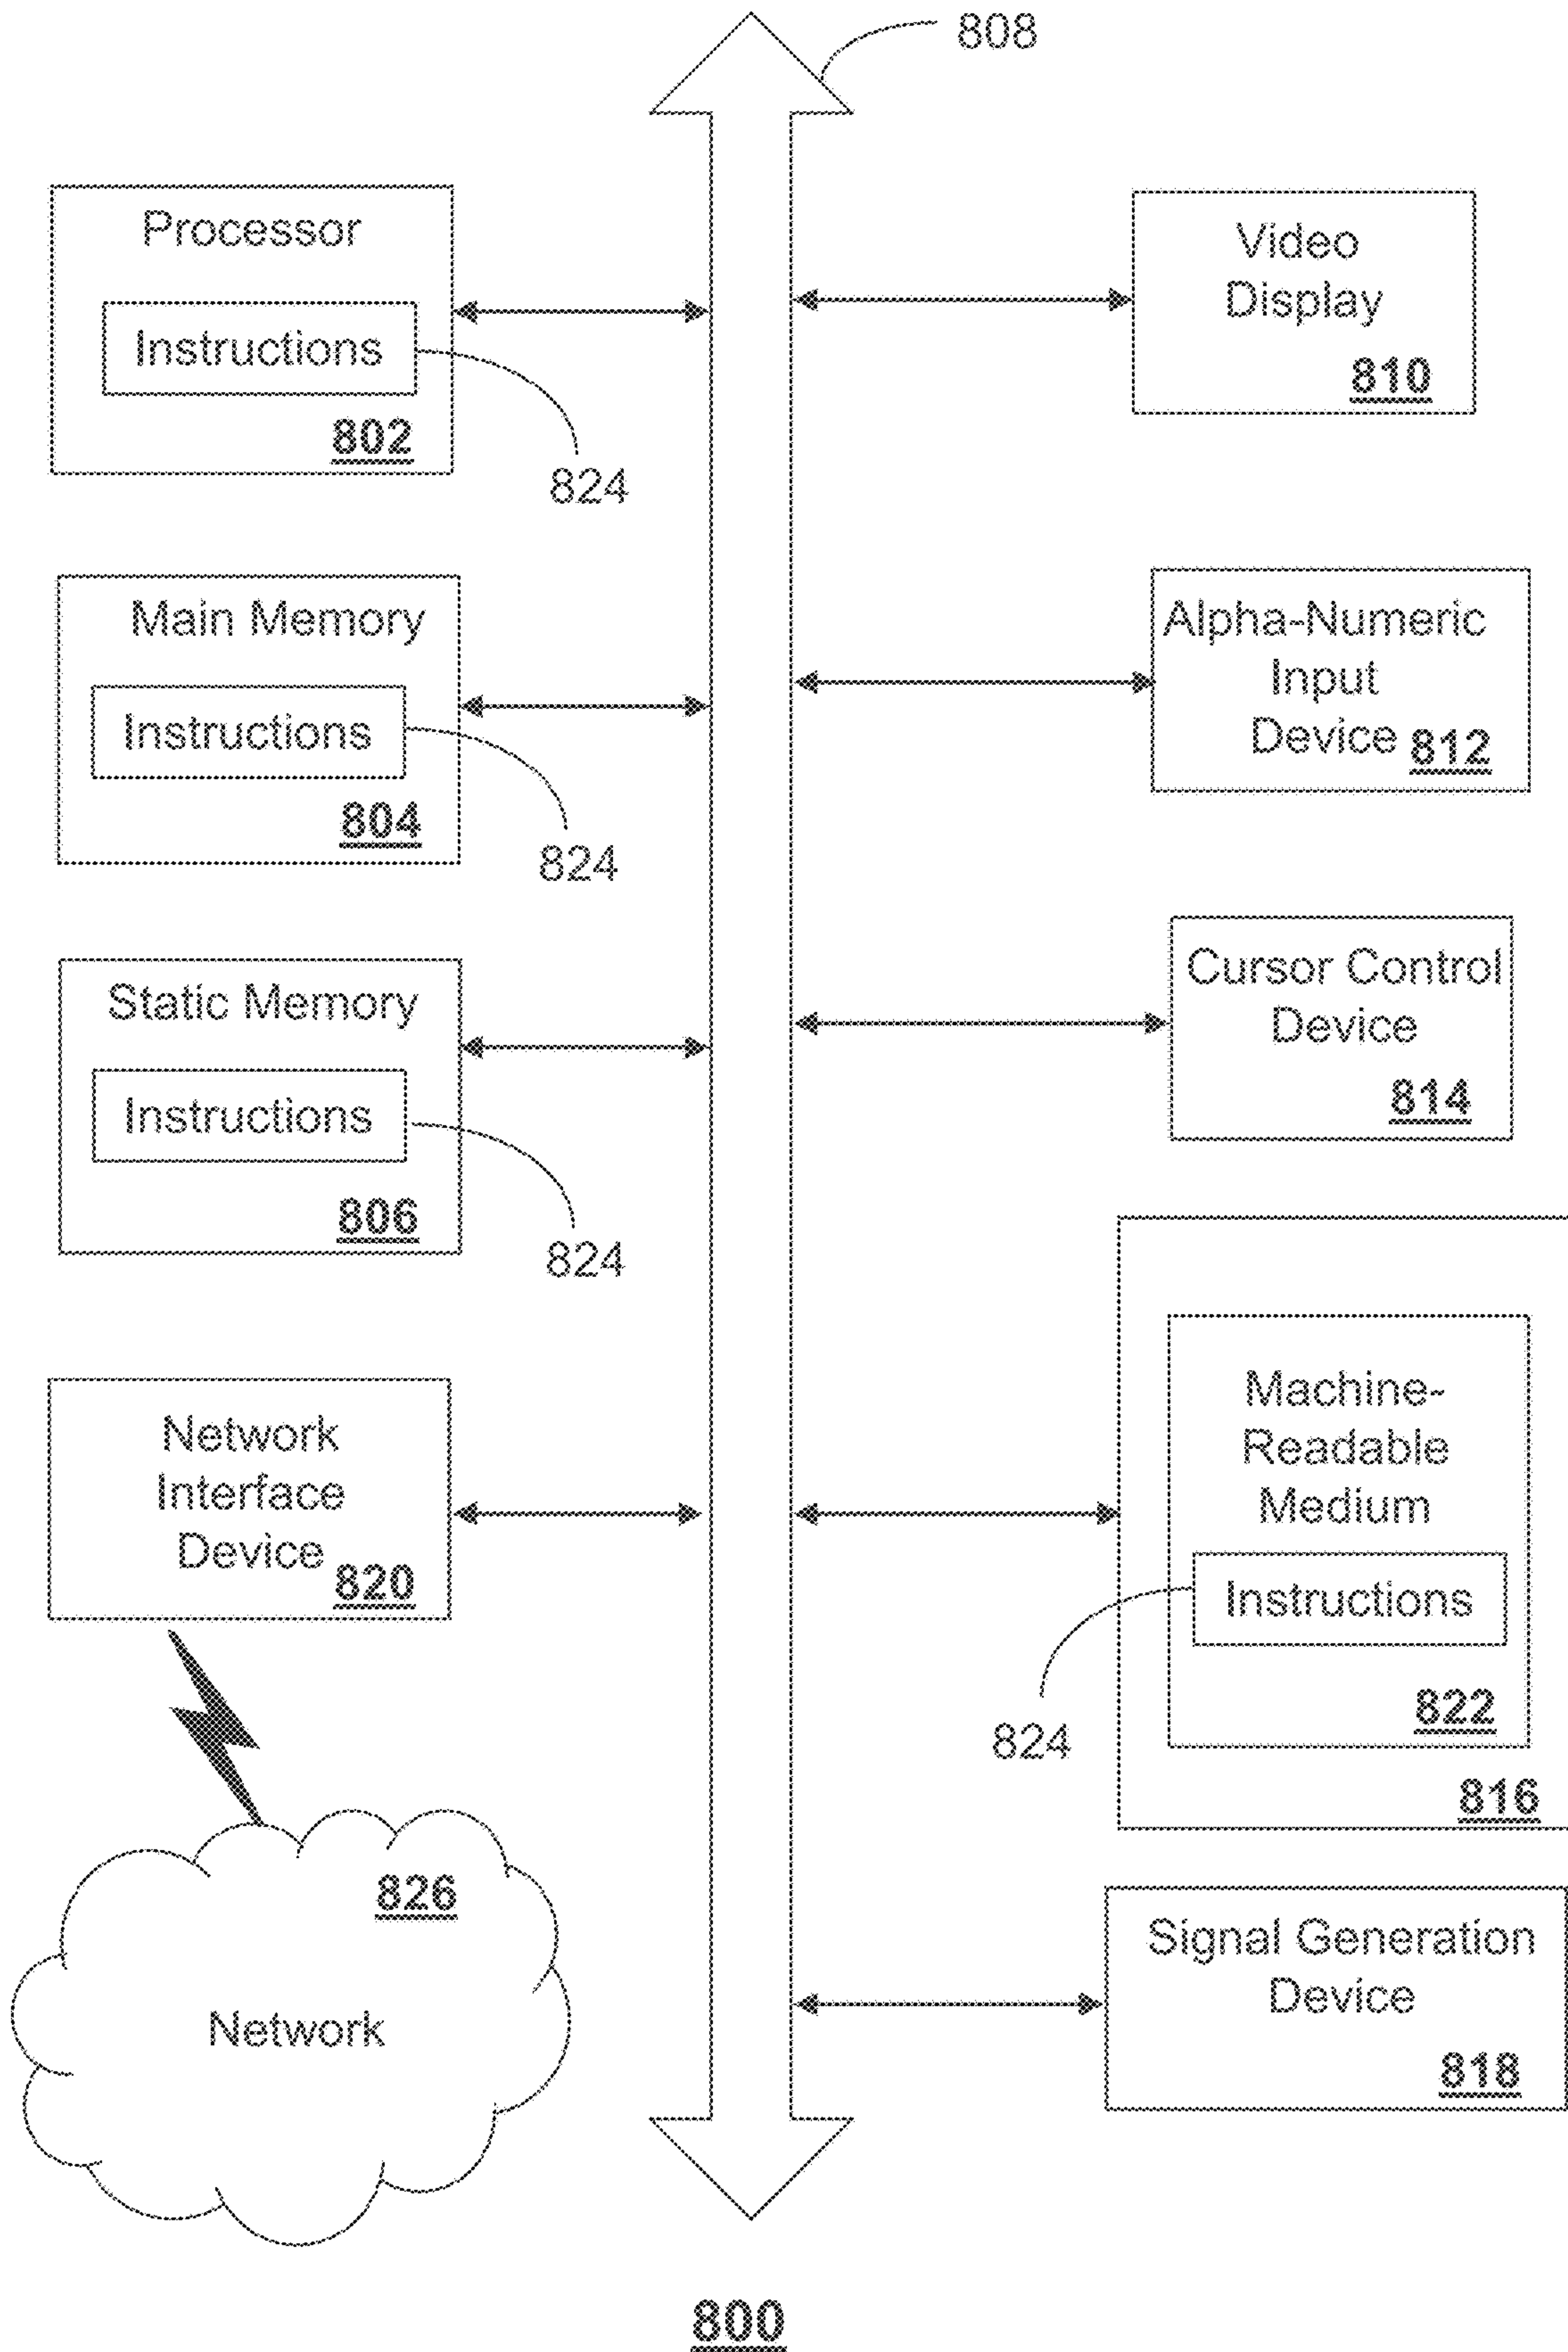 808
Processor
Instructions
802
824
Main Memory
Instructions
804
824
Static Memory
Instructions
806
824
Network
Interface
Device
820
826
Network
Video
Display
810
Alpha-Numeric
Input
Device
812
Cursor Control
Device
814
Machine-
Readable
Medium
Instructions
824
822
816
Signal Generation
Device
818
800